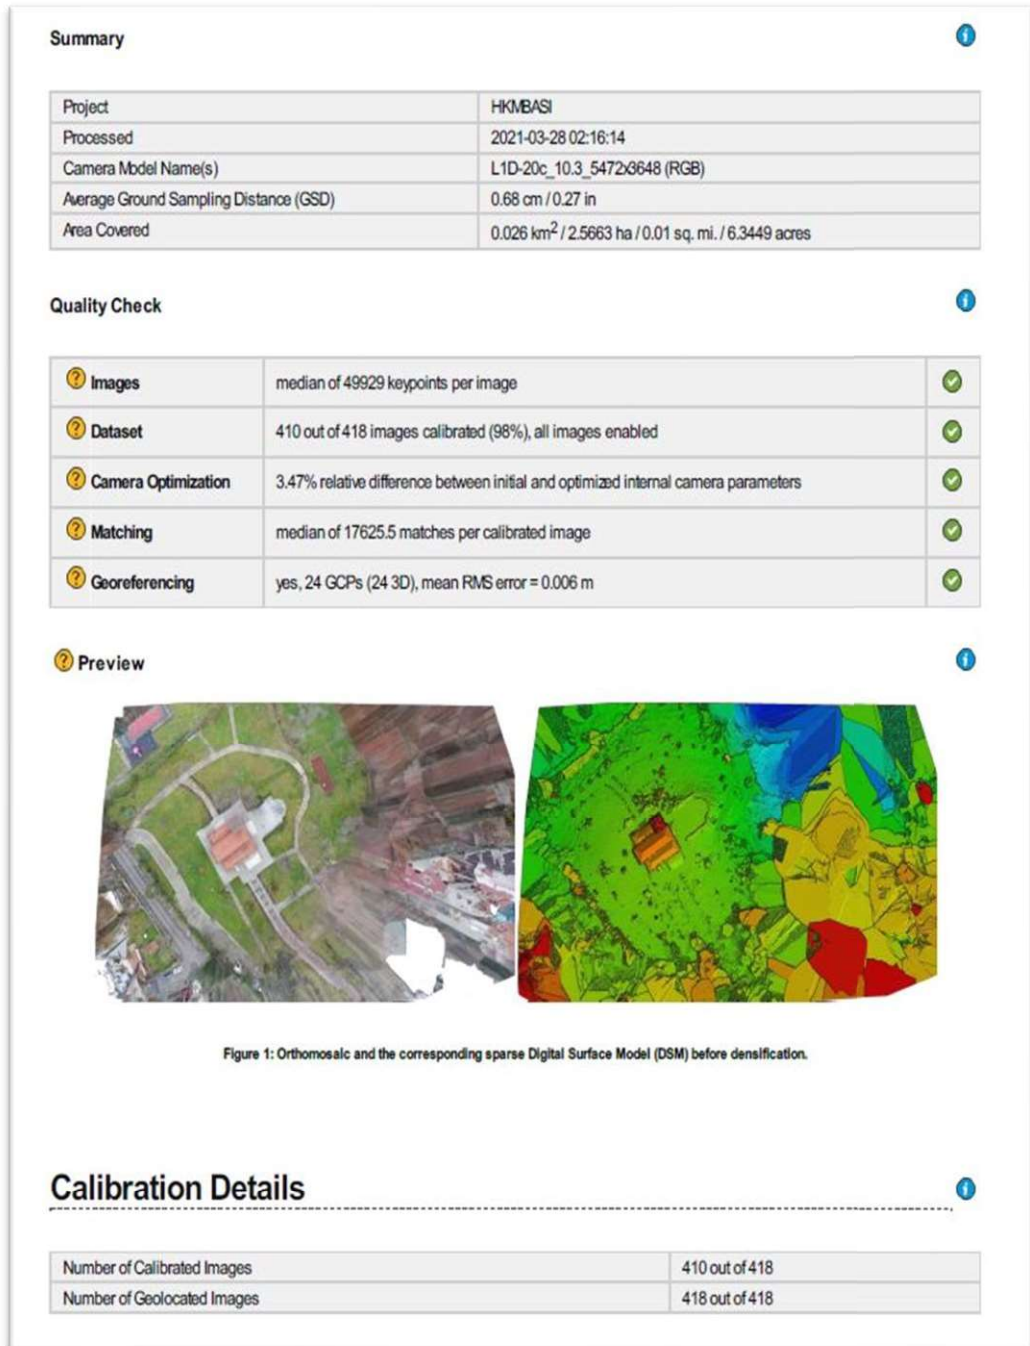 Summary
Project HKMBASI
Processed 2021-03-28 02:16:14
Camera Model Name(s) L1D-20c_10.3_5472x3648 (RGB)
Average Ground Sampling Distance (GSD) 0.68 cm / 0.27 in
Area Covered 0.026 km2 / 2.5663 ha / 0.01 sq. mi. / 6.3449 acres
Quality Check
Images median of 49929 keypoints per image
Dataset 410 out of 418 images calibrated (98%), all images enabled
Camera Optimization 3.47% relative difference between initial and optimized internal camera parameters
Matching median of 17625.5 matches per calibrated image
Georeferencing yes, 24 GCPs (24 3D), mean RMS error = 0.006 m
Preview
Figure 1: Orthomosaic and the corresponding sparse Digital Surface Model (DSM) before densification.
Calibration Details
Number of Calibrated Images 410 out of 418
Number of Geolocated Images 418 out of 418